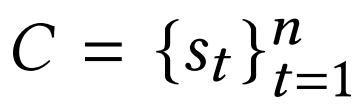 C = {s_t}_{t=1}^n